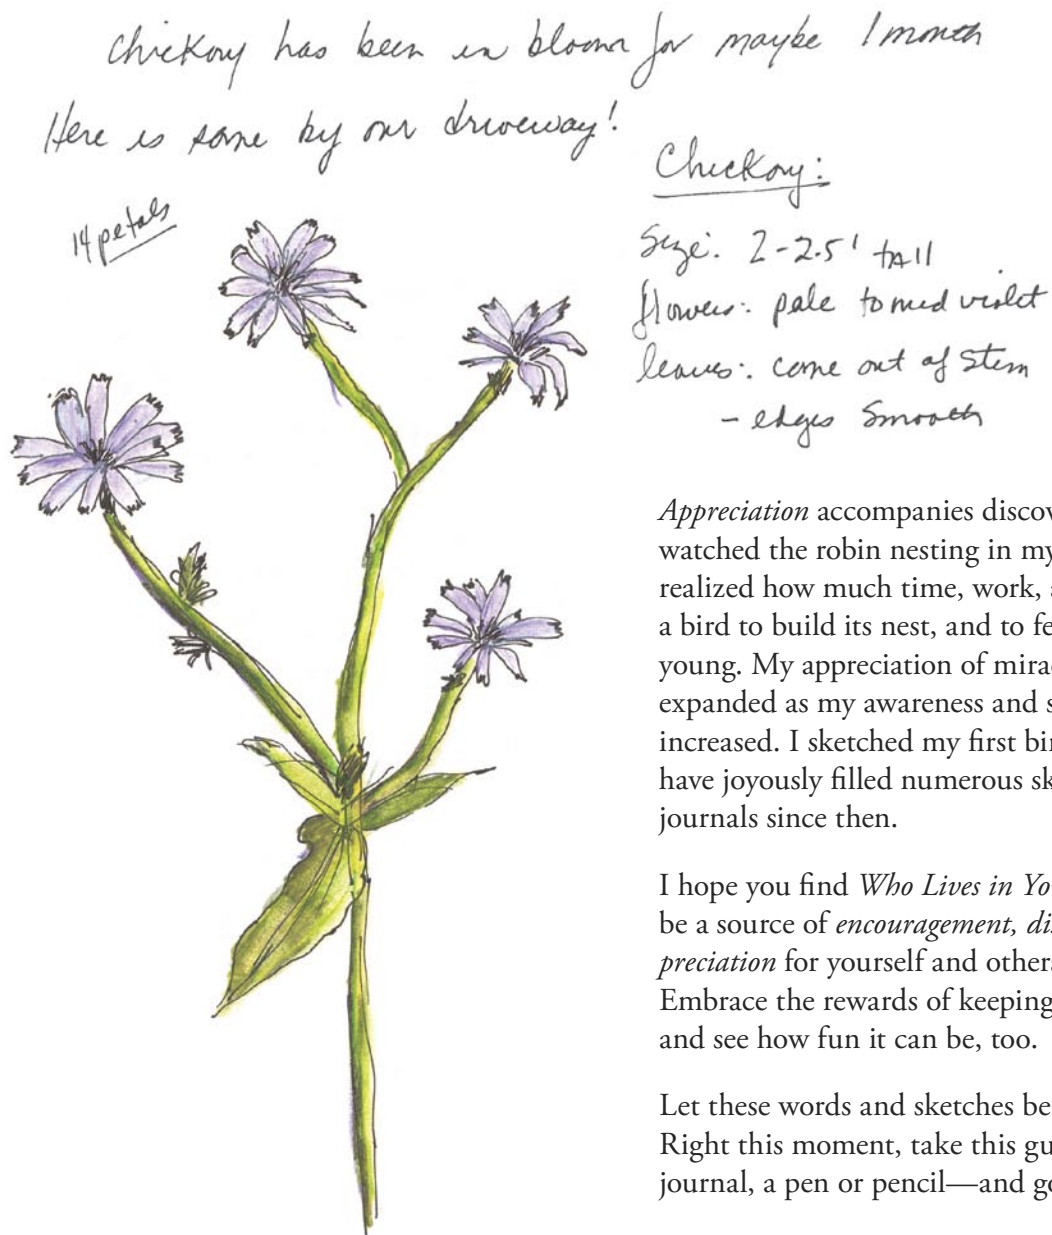 Chickory has been in bloom for maybe 1 month
Here is some by our driveway!
14 petals
Chickory:
Size: 2-2.5' tall
flowers: pale to med violet
leaves: come out of stem
- edges smooth
Appreciation accompanies discov
watched the robin nesting in my
realized how much time, work, a
a bird to build its nest, and to fe
young. My appreciation of mirac
expanded as my awareness and s
increased. I sketched my first bir
have joyously filled numerous sk
journals since then.
I hope you find Who Lives in Yo
be a source of encouragement, dis
preciation for yourself and others
Embrace the rewards of keeping
and see how fun it can be, too.
Let these words and sketches be
Right this moment, take this gu
journal, a pen or pencil—and go